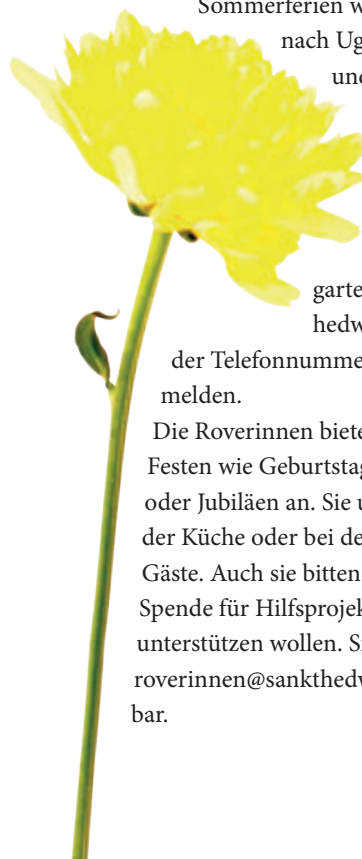 Sommerferien w
nach Ug
und
garte
hedw
der Telefonnumme
melden.
Die Roverinnen biete
Festen wie Geburtstag
oder Jubiläen an. Sie u
der Küche oder bei de
Gäste. Auch sie bitten
Spende für Hilfsprojek
unterstützen wollen. S
roverinnen@sankthedw
bar.